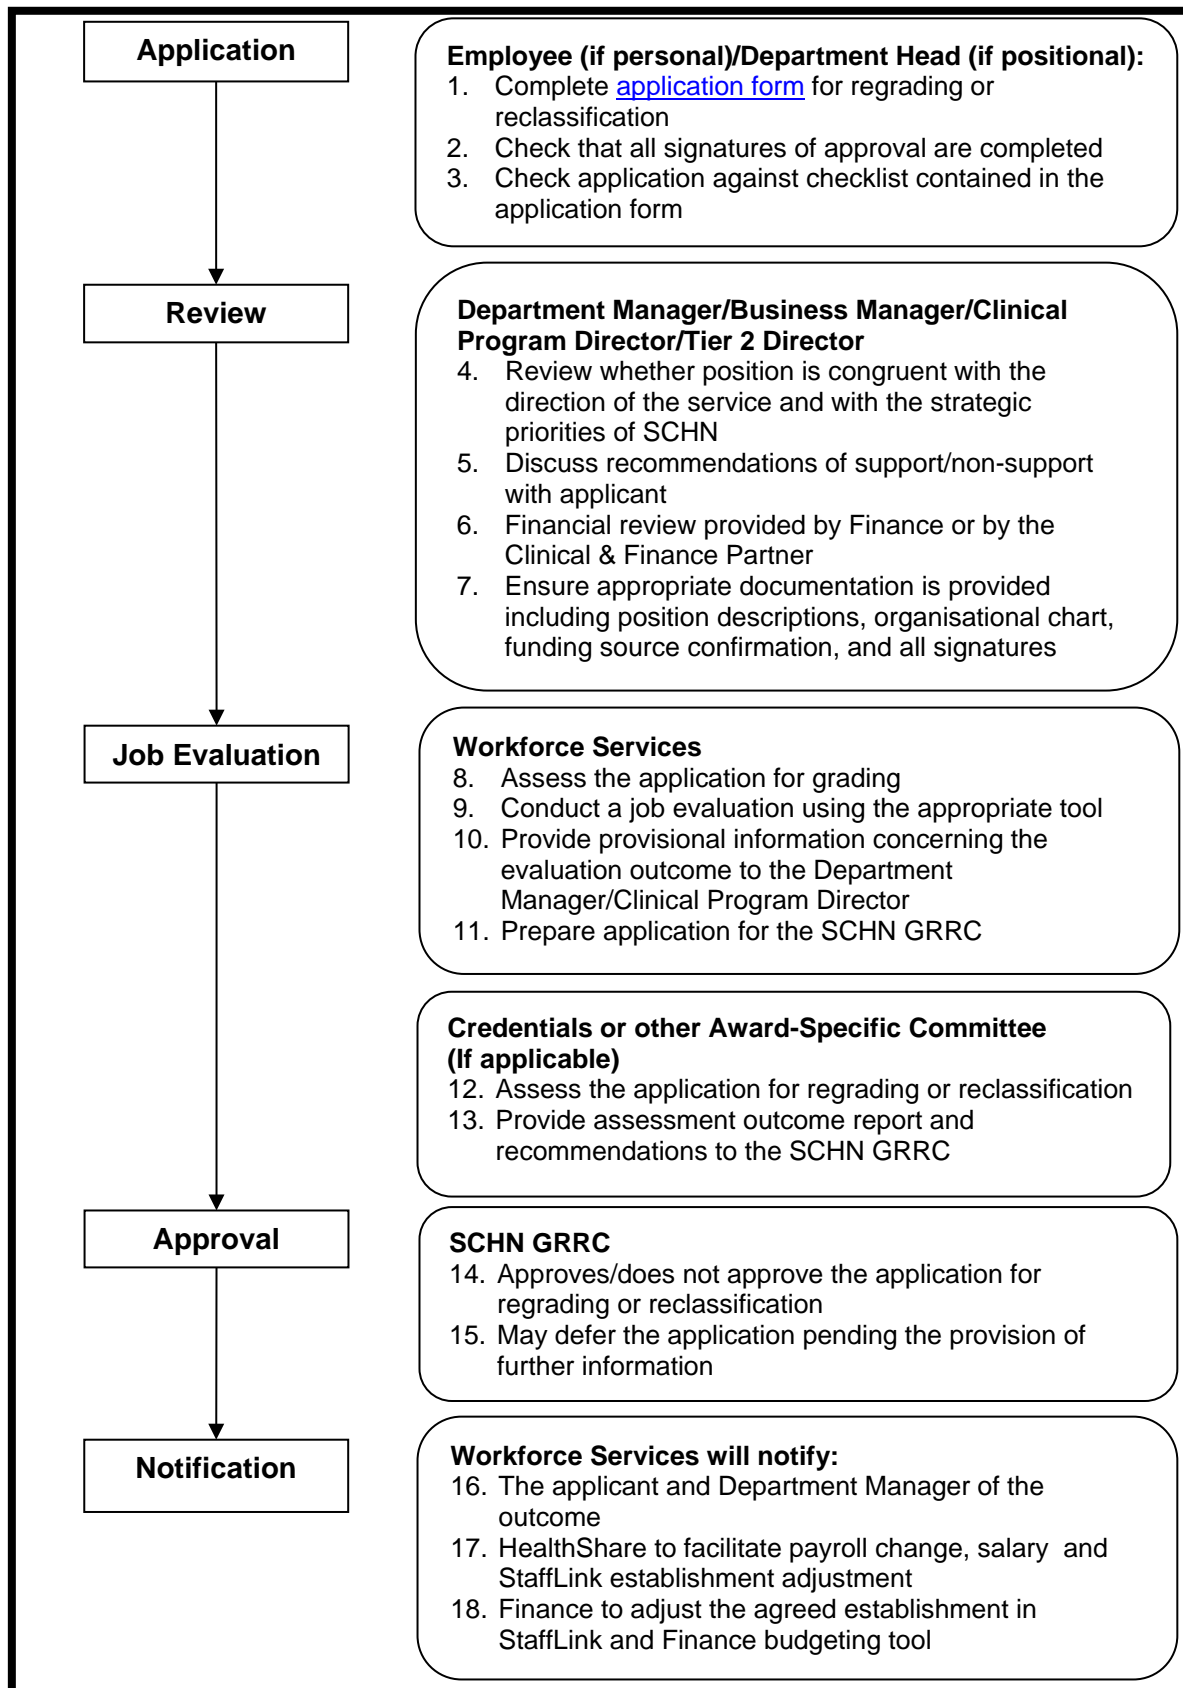 Application
Employee (if personal)/Department Head (if positional):
1. Complete application form for regrading or
reclassification
2. Check that all signatures of approval are completed
3. Check application against checklist contained in the
application form
Review
Department Manager/Business Manager/Clinical
Program Director/Tier 2 Director
4. Review whether position is congruent with the
direction of the service and with the strategic
priorities of SCHN
5. Discuss recommendations of support/non-support
with applicant
6. Financial review provided by Finance or by the
Clinical & Finance Partner
7. Ensure appropriate documentation is provided
including position descriptions, organisational chart,
funding source confirmation, and all signatures
Job Evaluation
Workforce Services
8. Assess the application for grading
9. Conduct a job evaluation using the appropriate tool
10. Provide provisional information concerning the
evaluation outcome to the Department
Manager/Clinical Program Director
11. Prepare application for the SCHN GRRC
Credentials or other Award-Specific Committee
(If applicable)
12. Assess the application for regrading or reclassification
13. Provide assessment outcome report and
recommendations to the SCHN GRRC
Approval
SCHN GRRC
14. Approves/does not approve the application for
regrading or reclassification
15. May defer the application pending the provision of
further information
Notification
Workforce Services will notify:
16. The applicant and Department Manager of the
outcome
17. HealthShare to facilitate payroll change, salary  and
StaffLink establishment adjustment
18. Finance to adjust the agreed establishment in
StaffLink and Finance budgeting tool